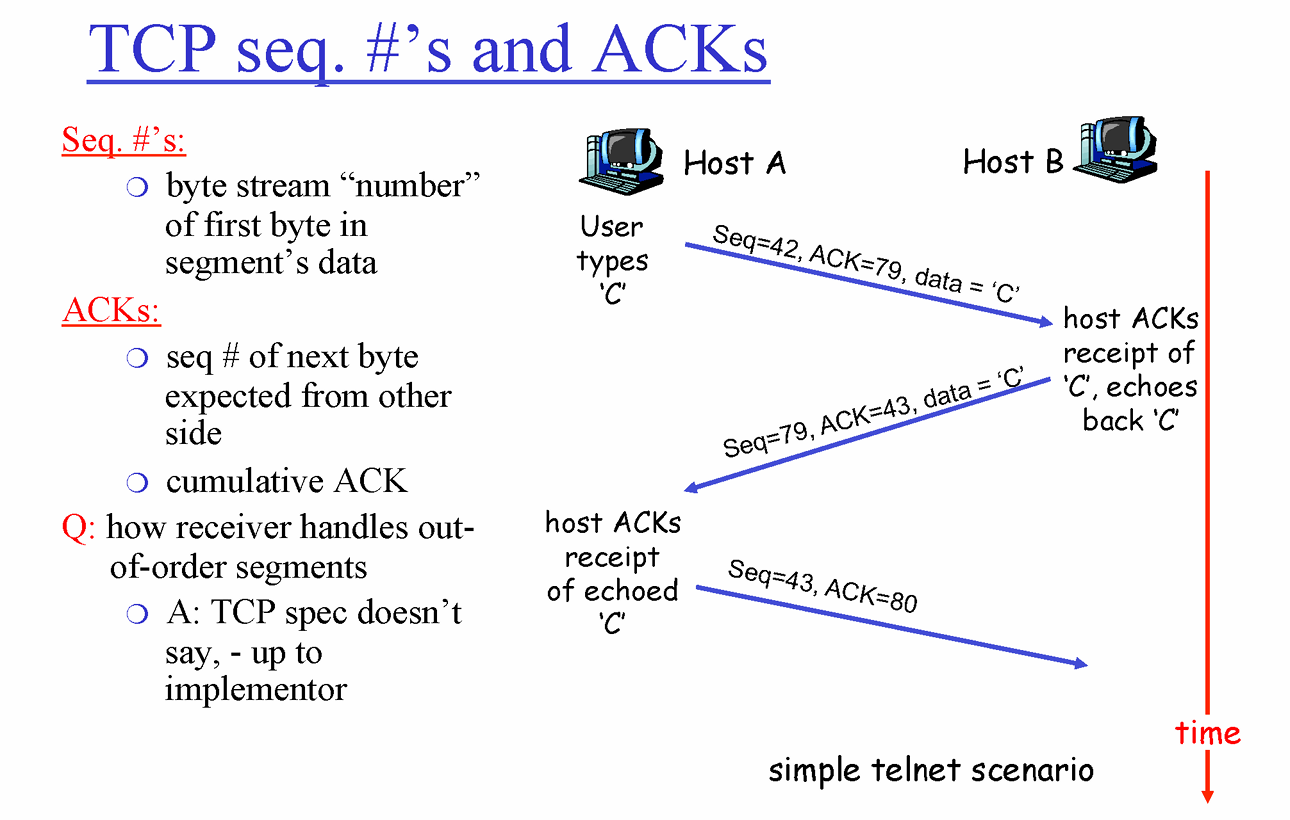 TCP seq. #’s and ACKs
Seq. #’s:
byte stream “number”
of first byte in
segment’s data
ACKs:
seq # of next byte
expected from other
side
cumulative ACK
Q: how receiver handles out-
of-order segments
A: TCP spec doesn’t
say, - up to
implementor
Host A
Host B
User
types
‘C’
Seq=42, ACK=79, data = ‘C’
host ACKs
receipt of
‘C’, echoes
back ‘C’
Seq=79, ACK=43, data = ‘C’
host ACKs
receipt
of echoed
‘C’
Seq=43, ACK=80
time
simple telnet scenario